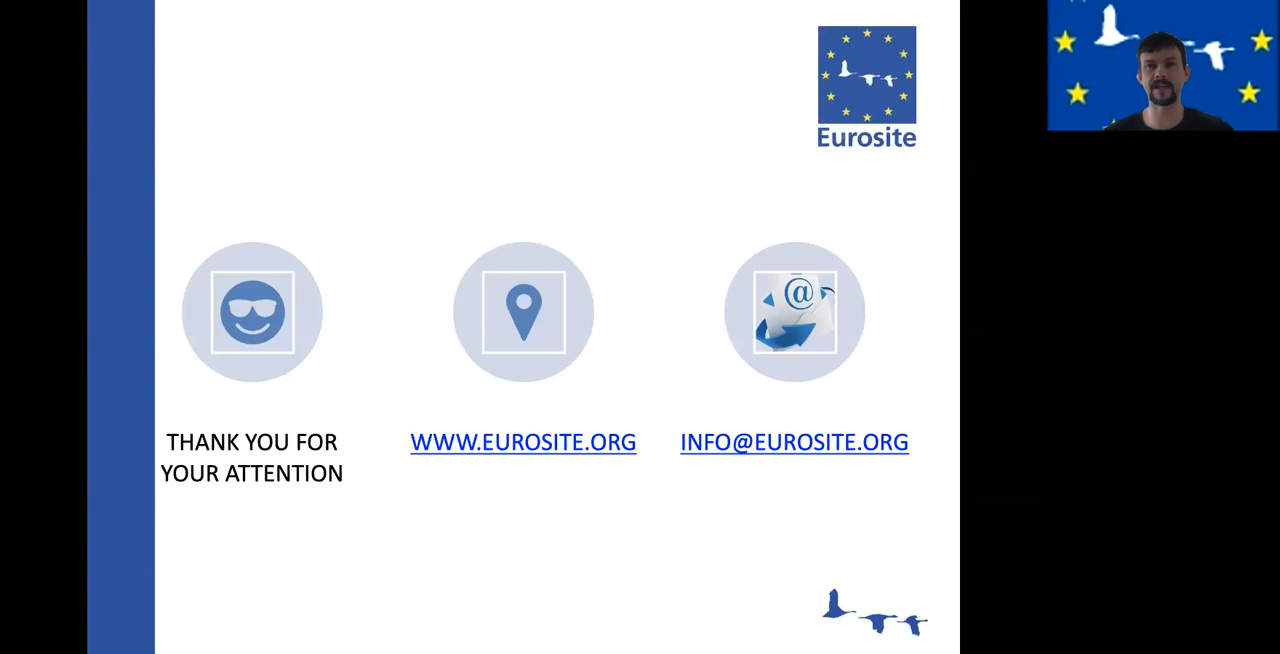 Eurosite
THANK YOU FOR
YOUR ATTENTION
WWW.EUROSITE.ORG
INFO@EUROSITE.ORG
@